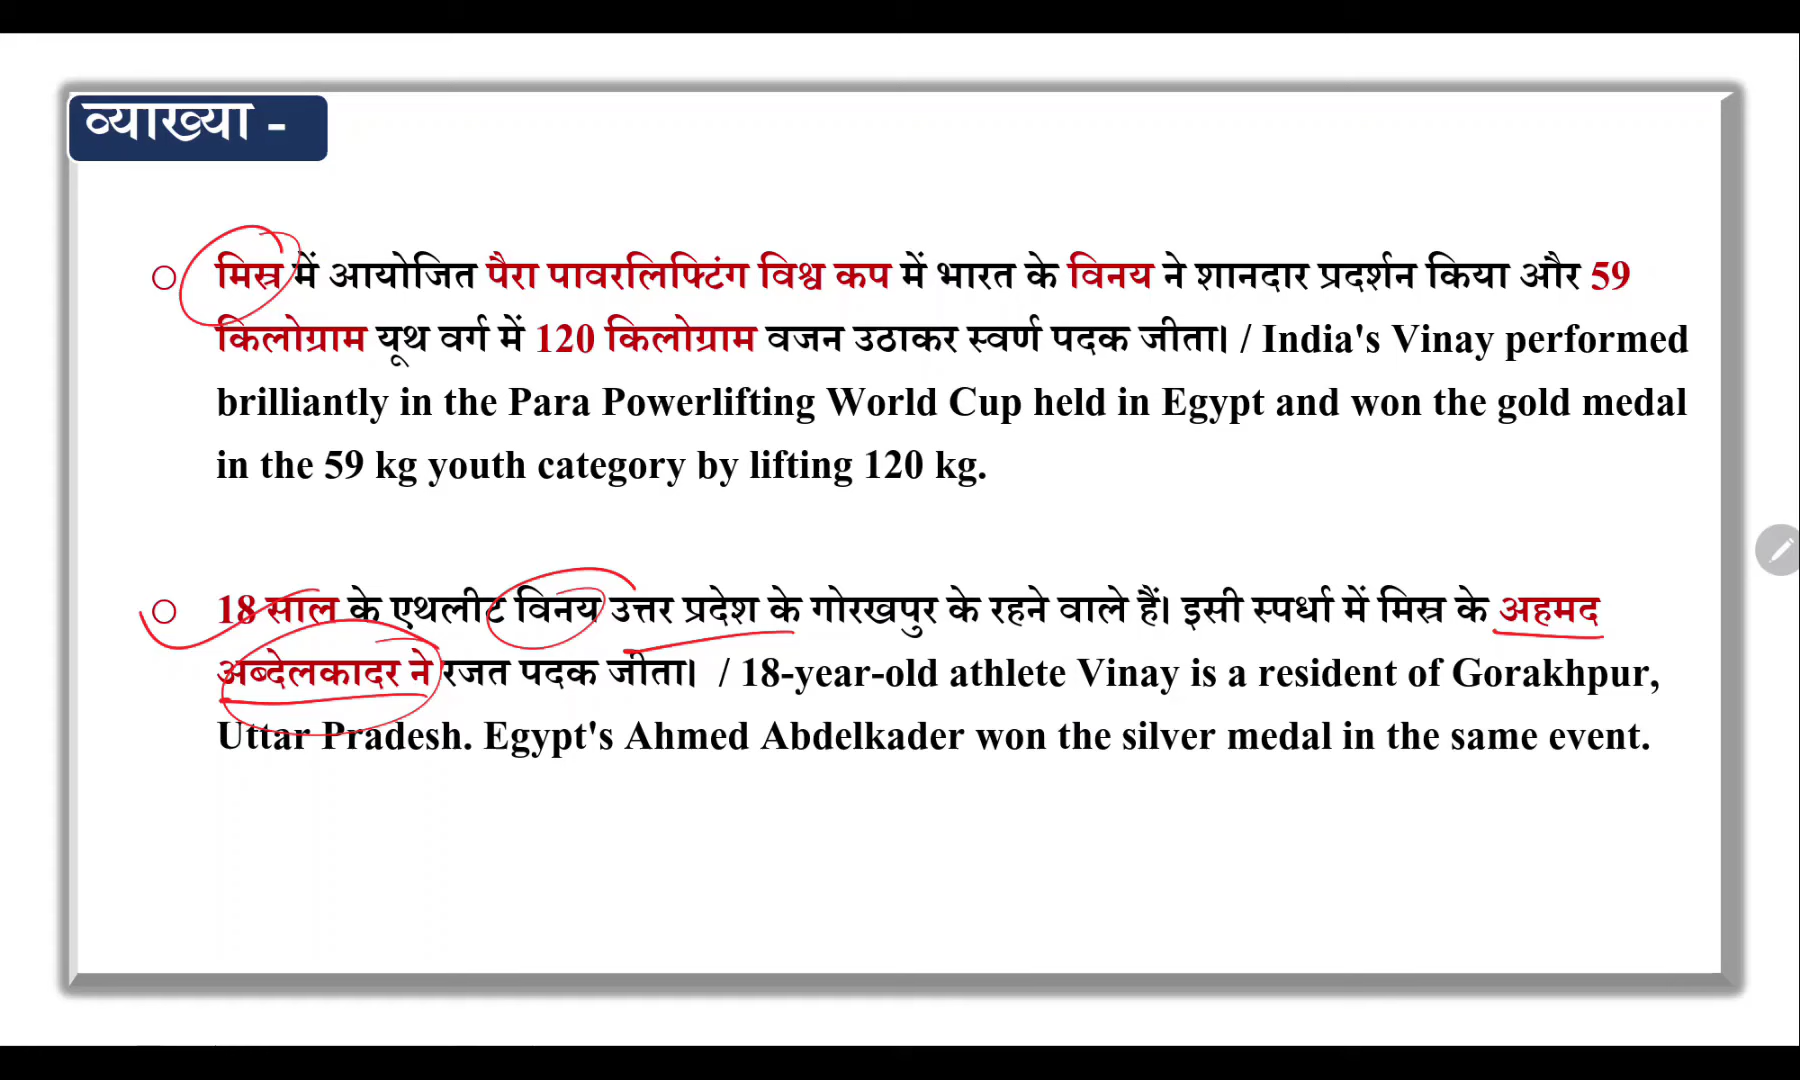 व्याख्या -
मिस्र में आयोजित पैरा पावरलिफ्टिंग विश्व कप में भारत के विनय ने शानदार प्रदर्शन किया और 59
किलोग्राम यूथ वर्ग में 120 किलोग्राम वजन उठाकर स्वर्ण पदक जीता। / India's Vinay performed
brilliantly in the Para Powerlifting World Cup held in Egypt and won the gold medal
in the 59 kg youth category by lifting 120 kg.
18 साल के एथलीट विनय उत्तर प्रदेश के गोरखपुर के रहने वाले हैं। इसी स्पर्धा में मिस्र के अहमद
अब्देलकादर ने रजत पदक जीता। / 18-year-old athlete Vinay is a resident of Gorakhpur,
Uttar Pradesh. Egypt's Ahmed Abdelkader won the silver medal in the same event.